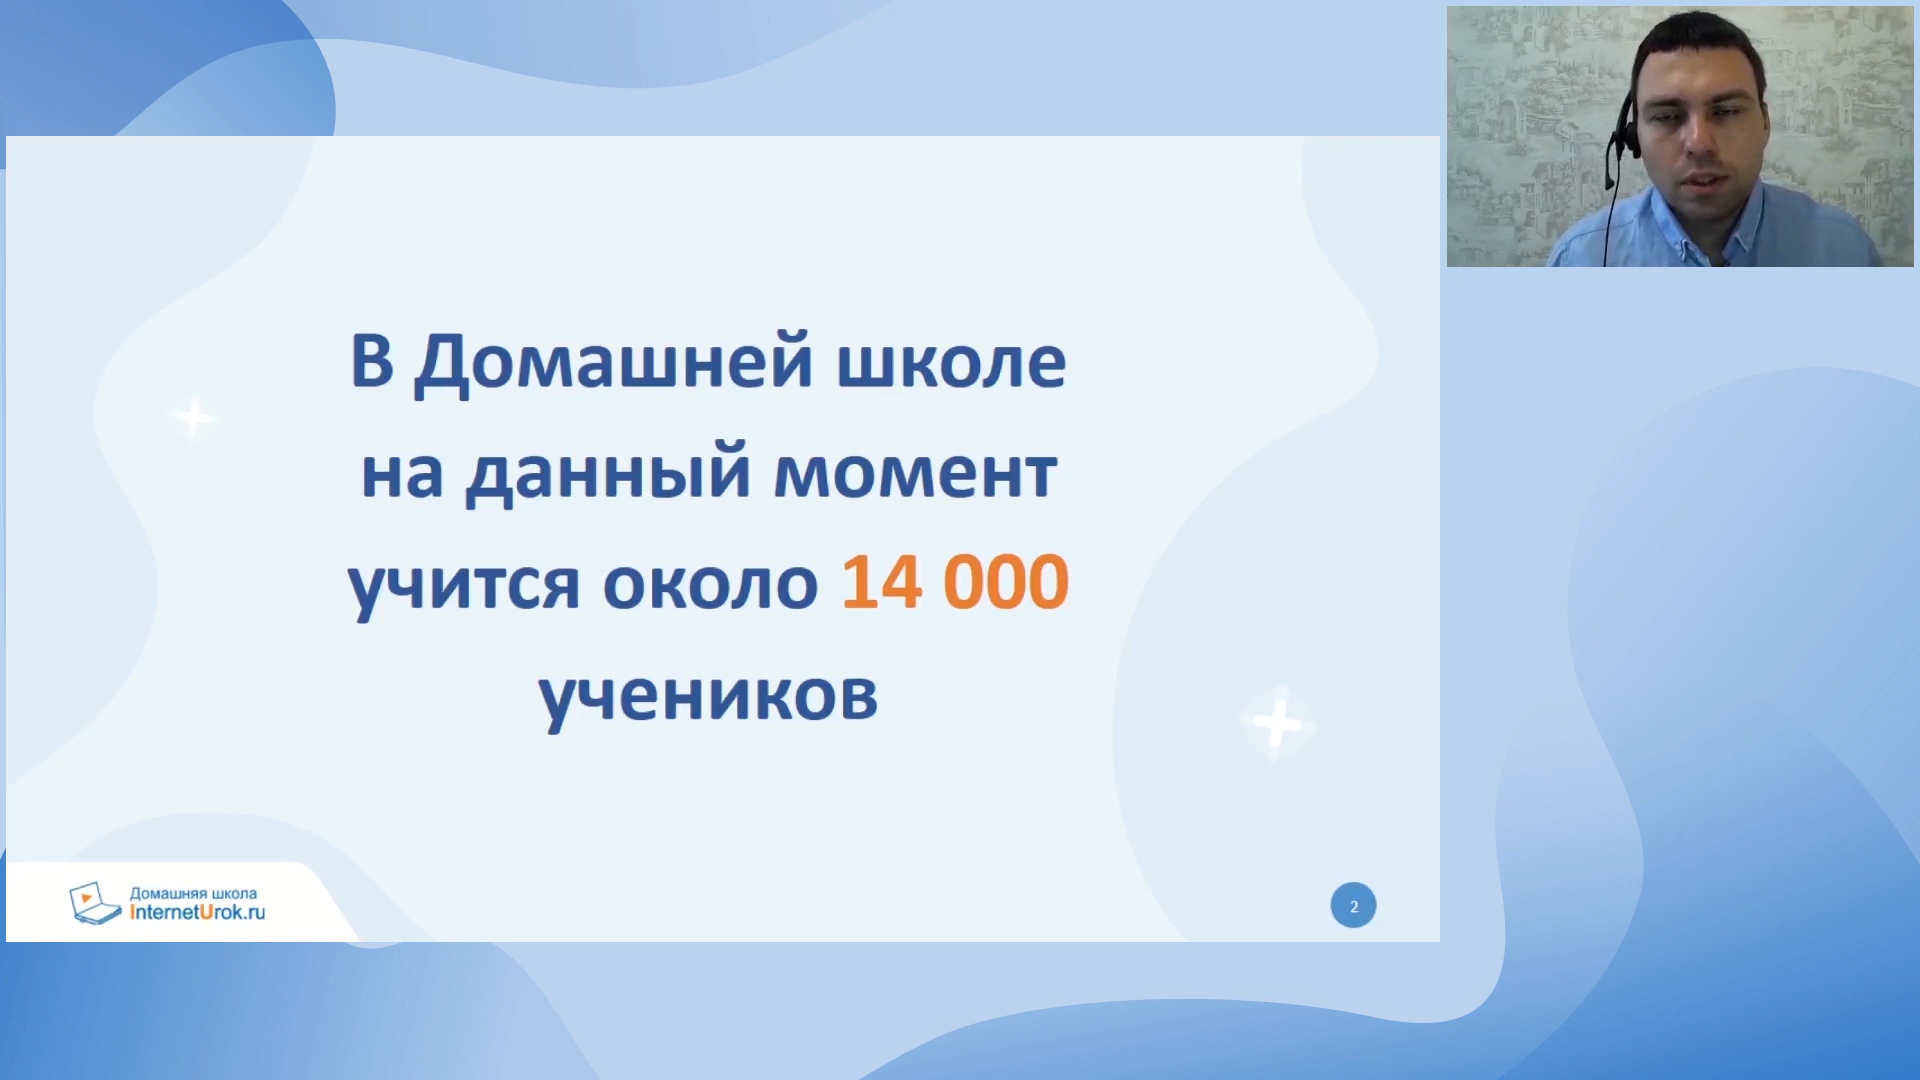 В Домашней школе
на данный момент
учится около 14 000
учеников
Домашняя школа
InternetUrok.ru
2